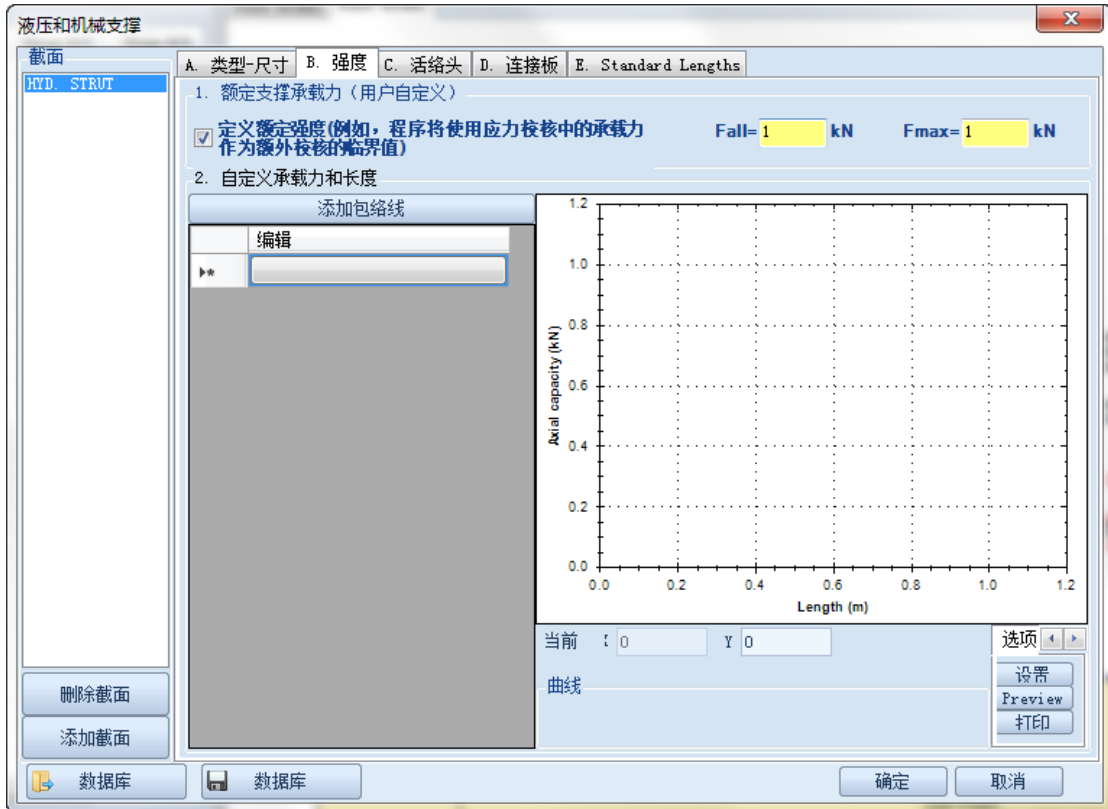 液压和机械支撑
截面
HYD. STRUT
A. 类型-尺寸 B. 强度 C. 活络头 D. 连接板 E. Standard Lengths
1. 额定支撑承载力（用户自定义）
定义额定强度(例如，程序将使用应力校核中的承载力
作为额外校核的临界值)
Fall= 1 kN Fmax= 1 kN
2. 自定义承载力和长度
添加包络线
编辑
1.2
1.0
0.8
0.6
0.4
0.2
0.0
Axial capacity (kN)
0.0 0.2 0.4 0.6 0.8 1.0 1.2
Length (m)
当前 0 Y 0
曲线
选项
设置
Preview
打印
删除截面
添加截面
数据库 数据库 确定 取消